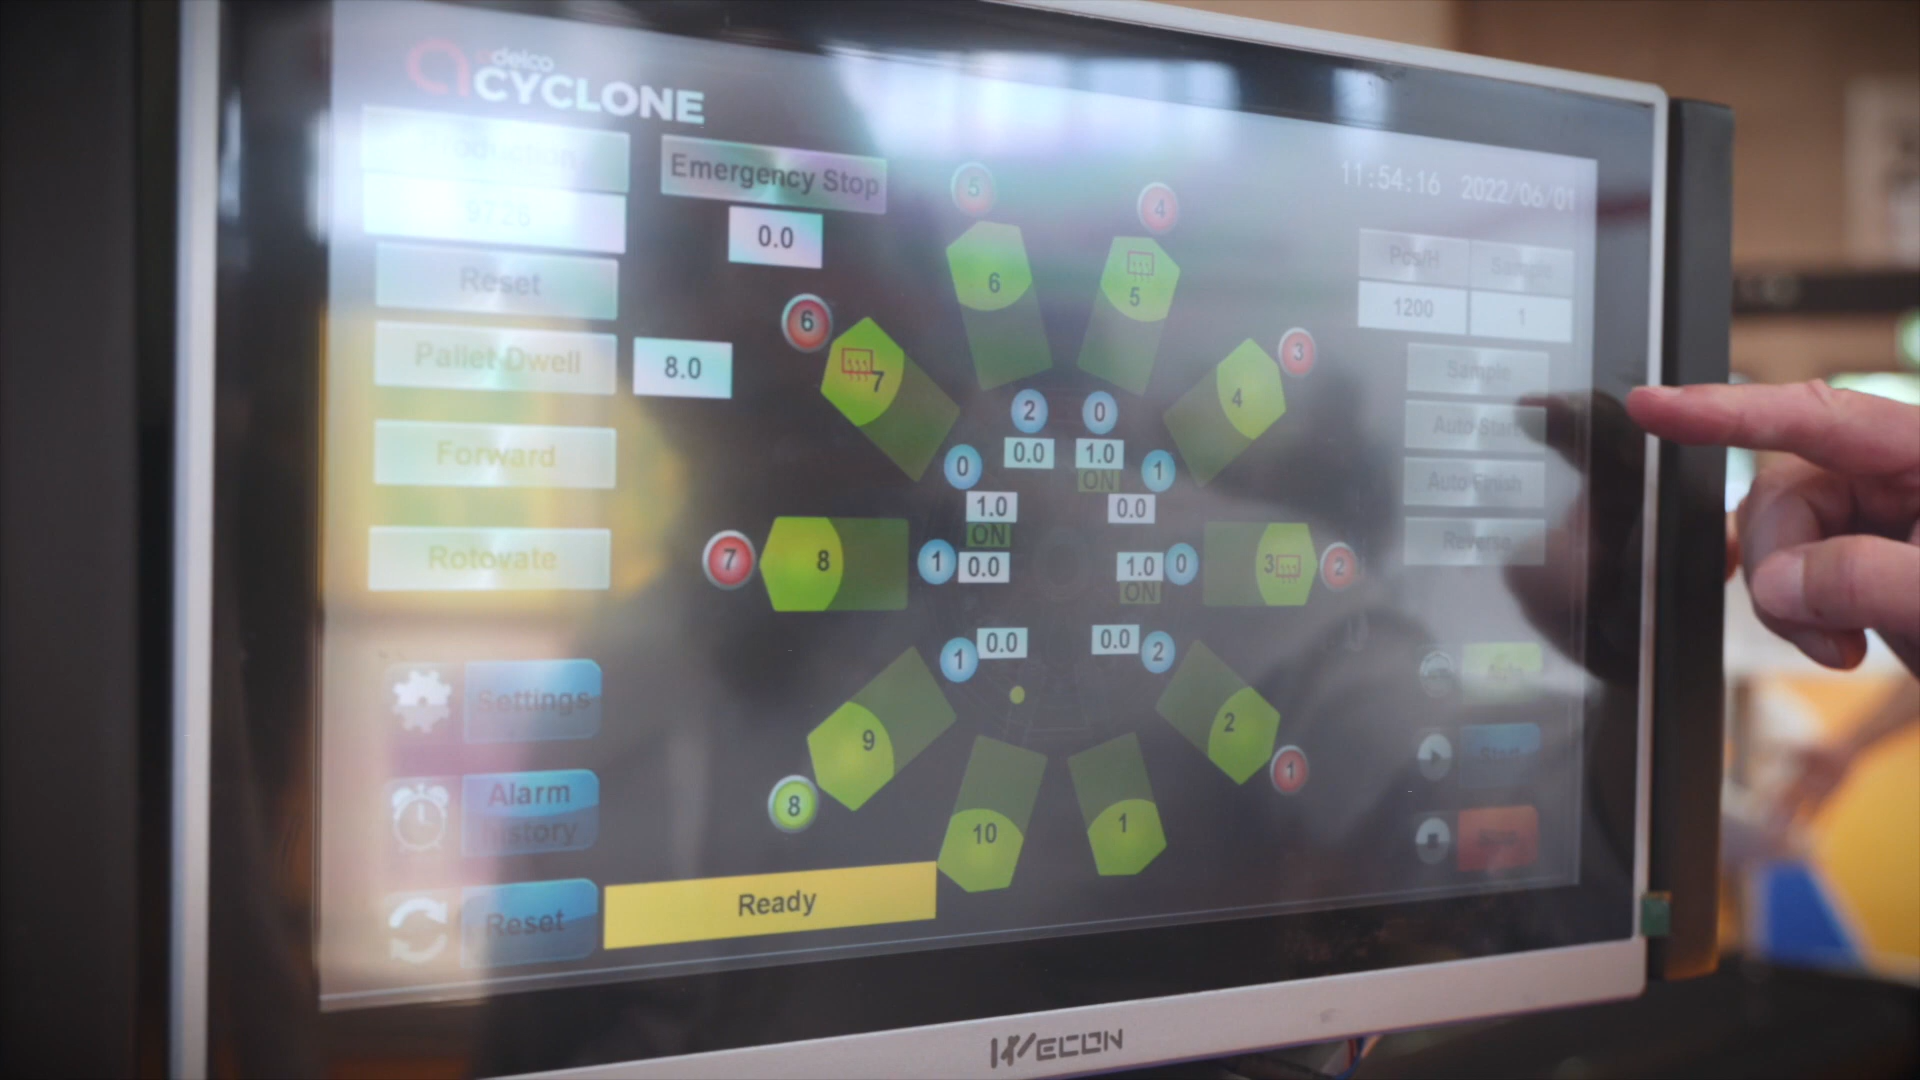 adelco
CYCLONE
Production
Emergency Stop
0.0
Reset
Pallet Dwell
8.0
Forward
Rotovate
Settings
Alarm
history
Reset
Ready
11:54:16 2022/06/01
Pcs/H
Sample
1200
1
Sample
Auto Start
Auto Finish
Reverse
5
4
6
5
6
7
3
4
2
0
0.0
1.0
ON
0
1
1.0
0.0
ON
7
8
1
0.0
1.0
0
3
2
ON
1
0.0
0.0
2
9
2
8
1
10
1
WECON